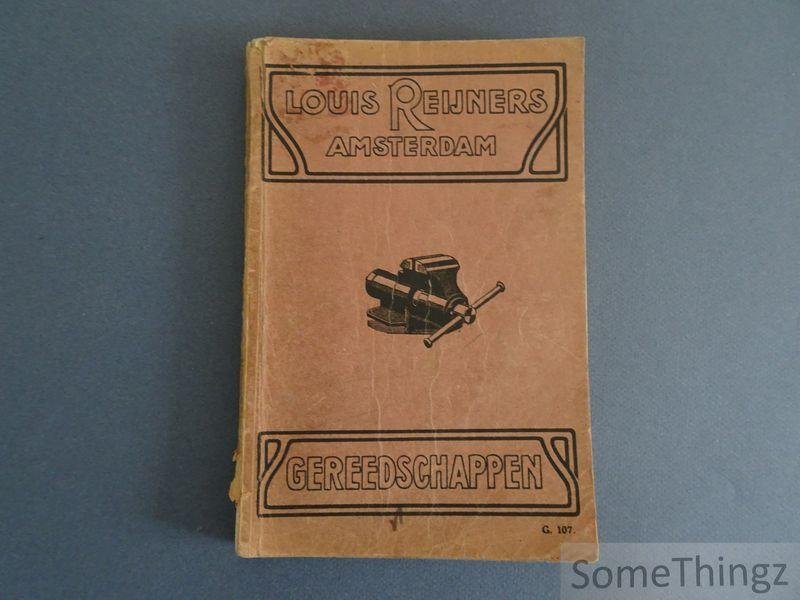 LOUIS REIJNERS
AMSTERDAM
GEREEDSCHAPPEN
G. 107.
SomeThingz